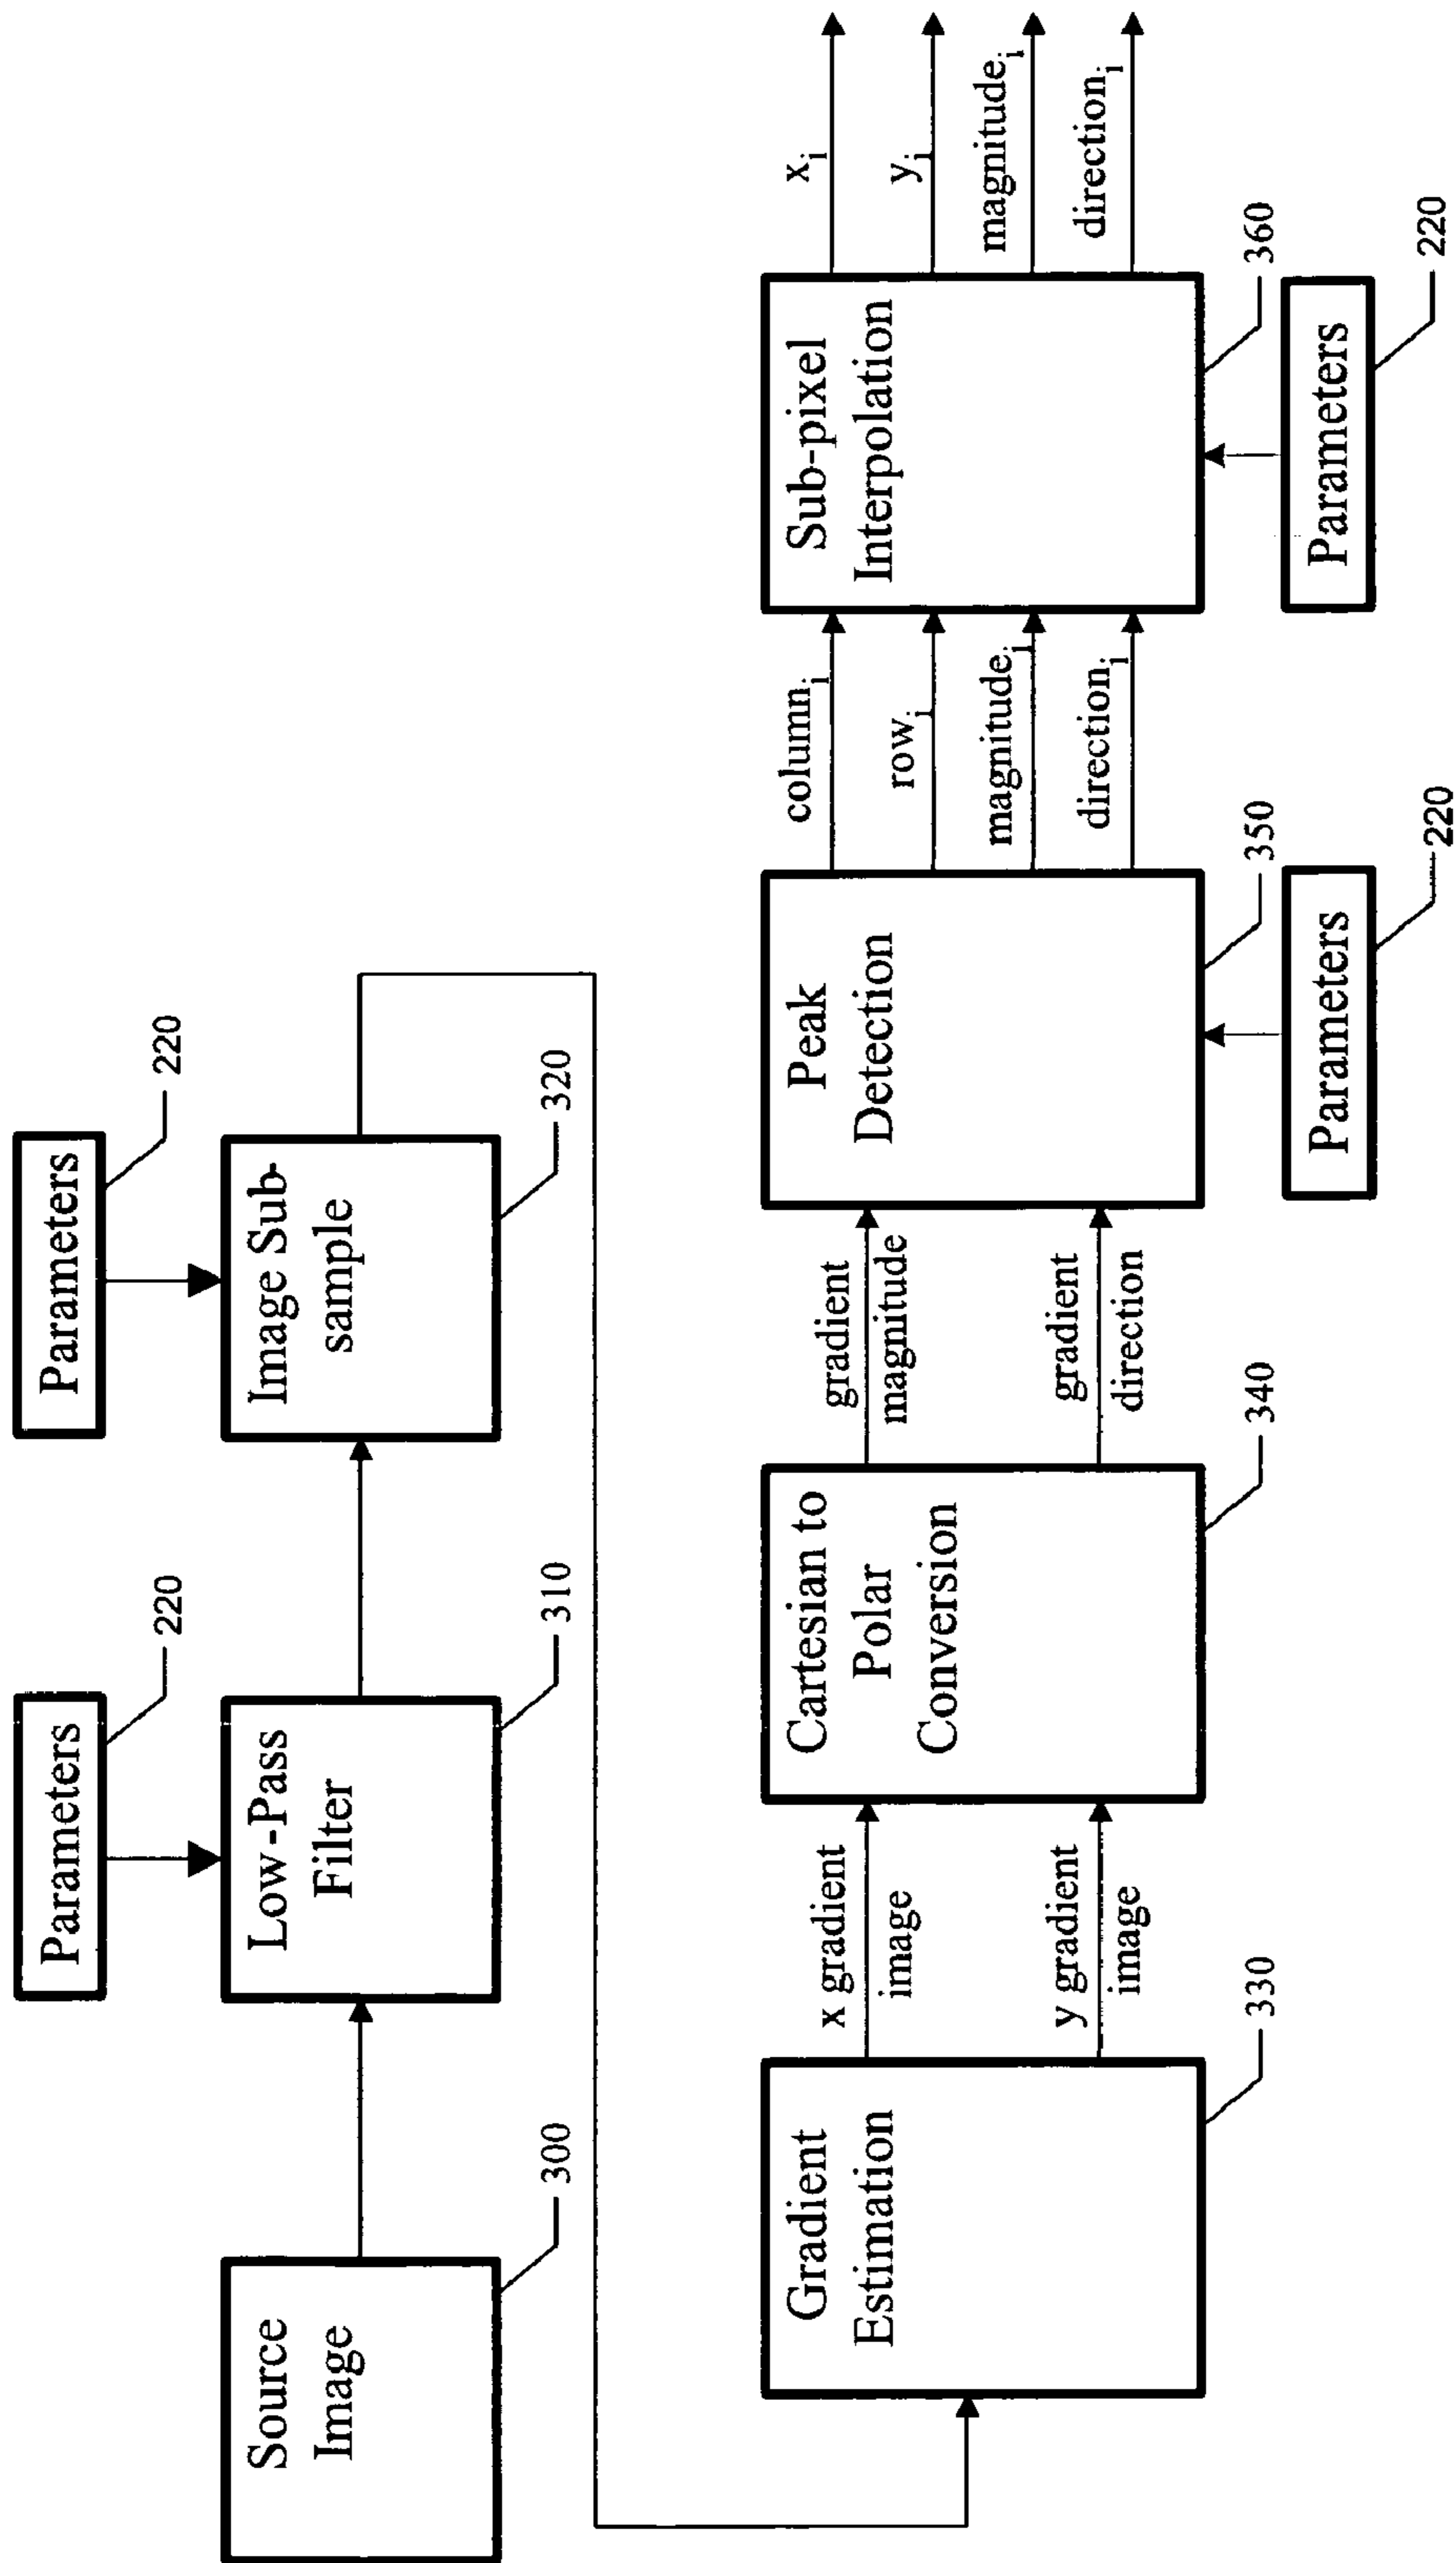 Parameters
220
Parameters
220
Source
Image
300
Low-Pass
Filter
310
Image Sub-
sample
320
Gradient
Estimation
330
x gradient
image
y gradient
image
Cartesian to
Polar
Conversion
340
gradient
magnitude
gradient
direction
Peak
Detection
350
column i
row i
magnitude i
direction i
Sub-pixel
Interpolation
360
x i
y i
magnitude i
direction i
Parameters
220
Parameters
220